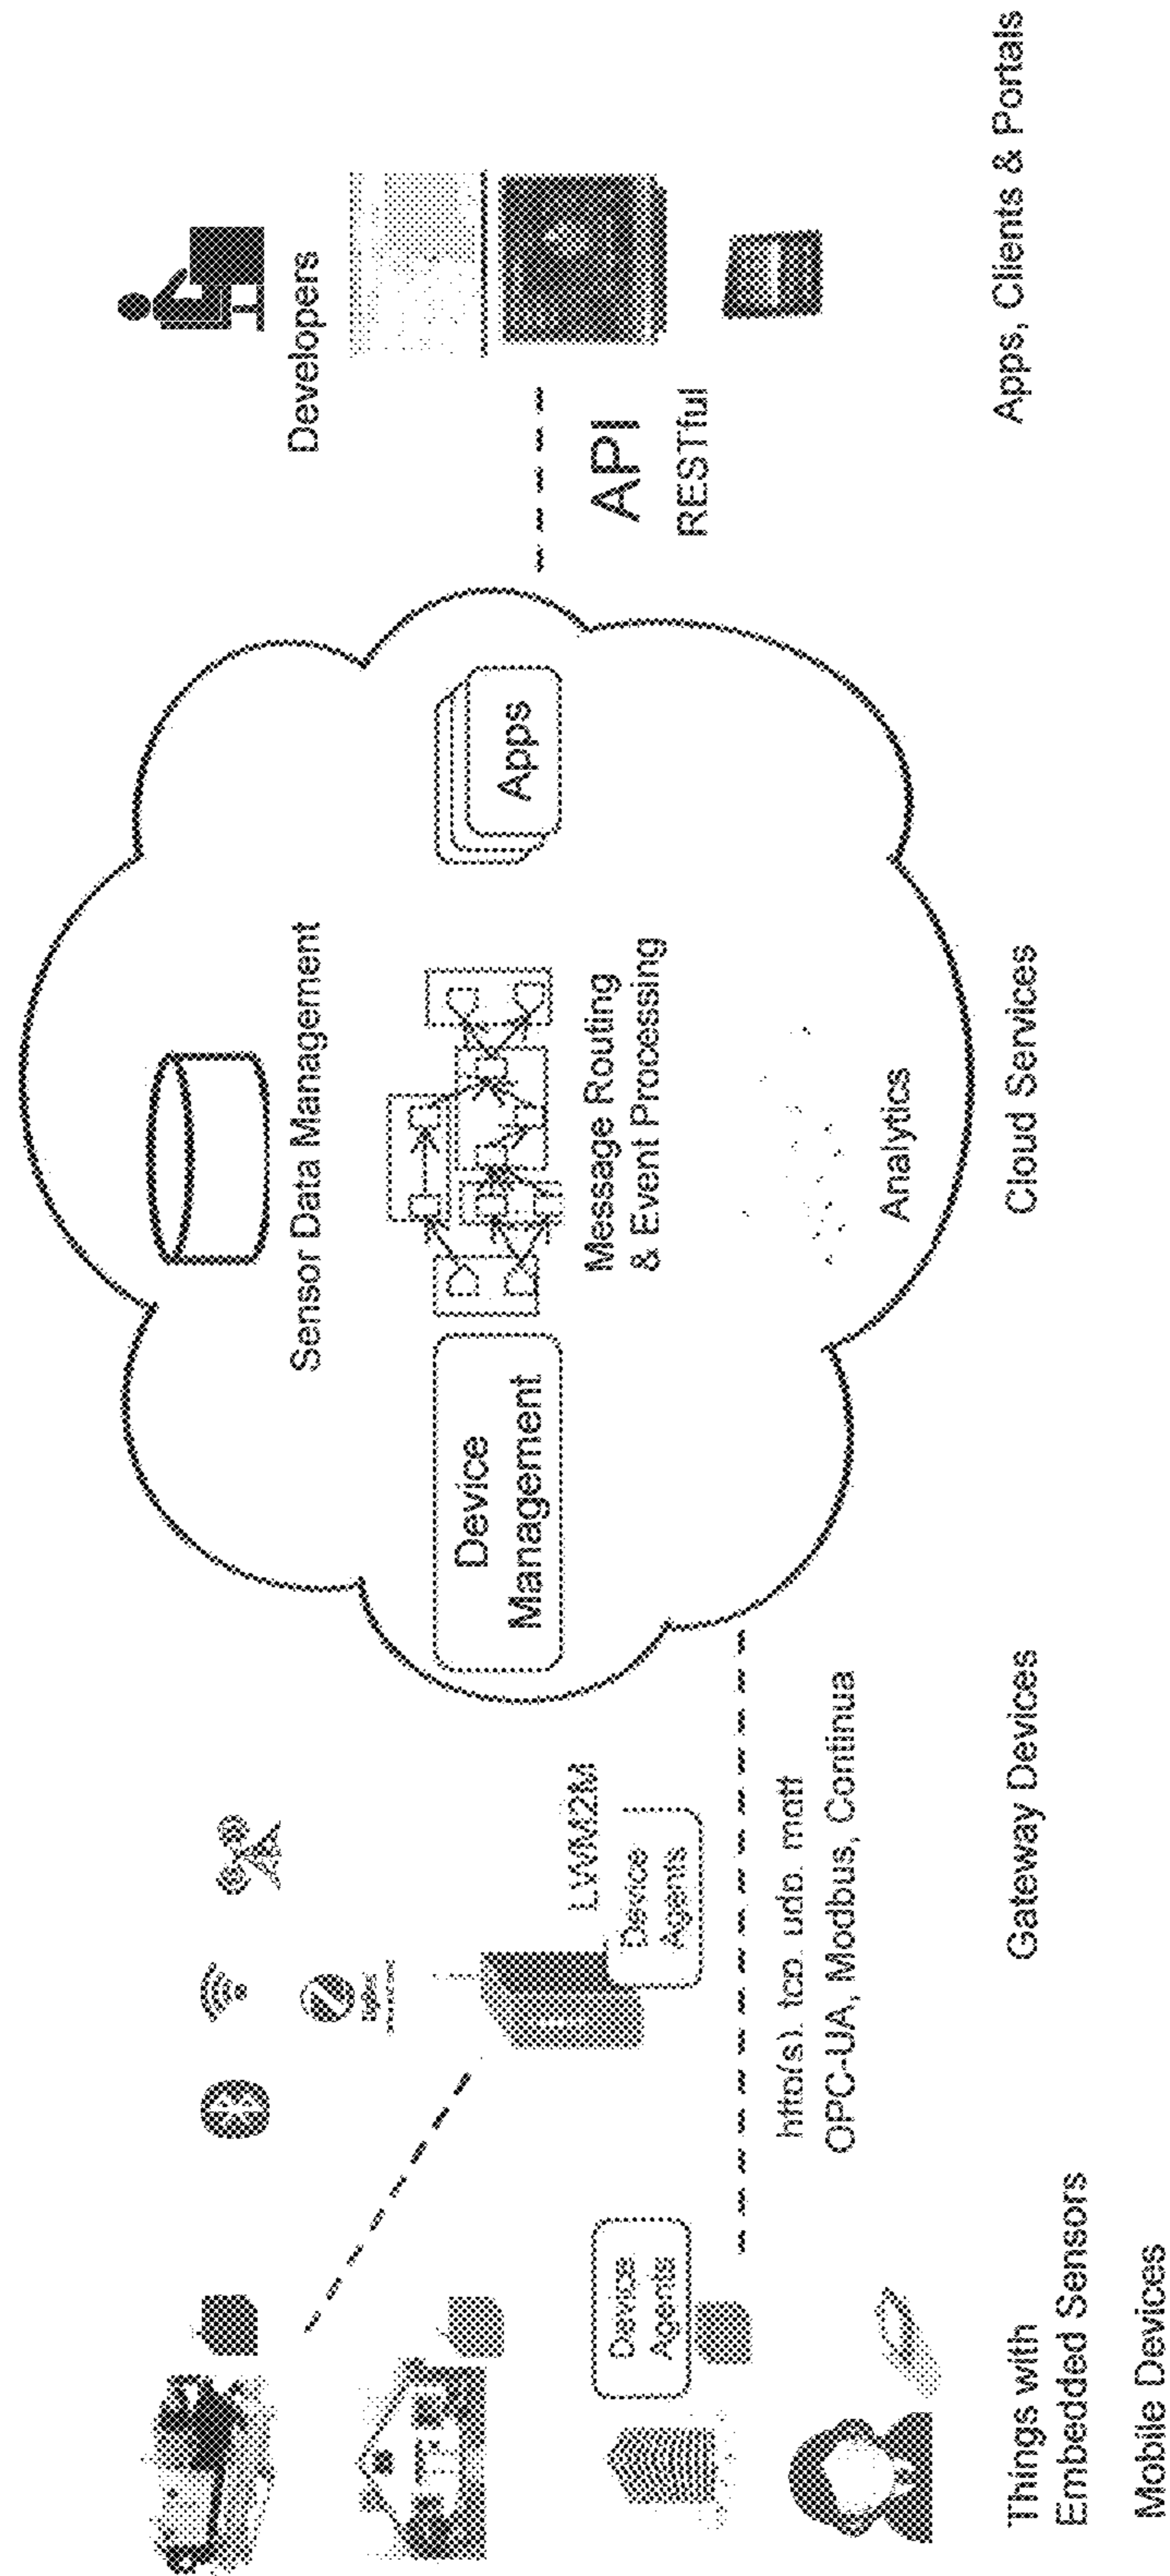 Developers
API
RESTful
Apps, Clients & Portals
Sensor Data Management
Apps
Message Routing
& Event Processing
Device
Management
Analytics
Cloud Services
LWM2M
Device
Agents
http(s), tcp, udp, mqtt
OPC-UA, Modbus, Continua
Gateway Devices
Device
Agents
Things with
Embedded Sensors
Mobile Devices